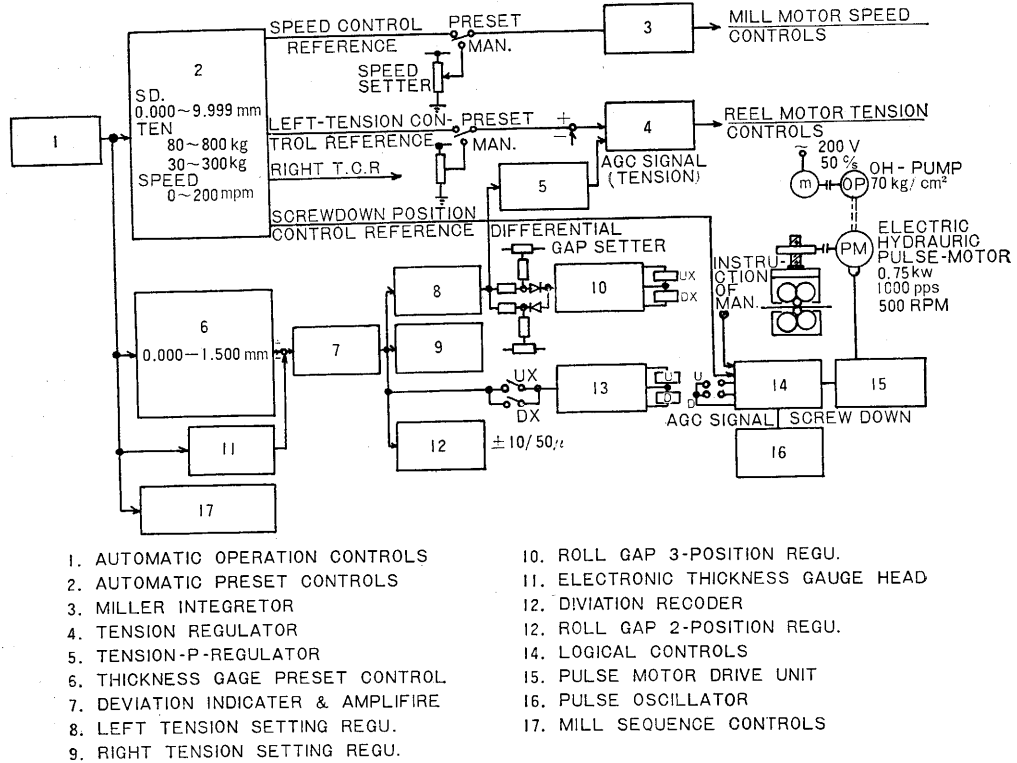 SPEED CONTROL
REFERENCE
PRESET
MAN.
SPEED
SETTER
3
MILL MOTOR SPEED
CONTROLS
2
SD.
0.000~9.999 mm
TEN
80~800 kg
30~300 kg
SPEED
0~200 mpm
1
LEFT-TENSION CON-
TROL REFERENCE
PRESET
MAN.
+
−
4
AGC SIGNAL
(TENSION)
REEL MOTOR TENSION
CONTROLS
RIGHT T.C.R
5
~ 200 V
50 c/s
m
OP
OH-PUMP
70 kg/cm²
SCREWDOWN POSITION
CONTROL REFERENCE
DIFFERENTIAL
GAP SETTER
PM
ELECTRIC
HYDRAURIC
PULSE-MOTOR
0.75 kw
1000 pps
500 RPM
INSTRU-
CTION
OF
MAN.
8
10
UX
DX
6
0.000—1.500 mm
±
7
9
UX
DX
13
U
D
U
D
14
15
AGC SIGNAL
SCREW DOWN
11
12
±10/50μ
16
17
1. AUTOMATIC OPERATION CONTROLS
2. AUTOMATIC PRESET CONTROLS
3. MILLER INTEGRETOR
4. TENSION REGULATOR
5. TENSION-P-REGULATOR
6. THICKNESS GAGE PRESET CONTROL
7. DEVIATION INDICATER & AMPLIFIRE
8. LEFT TENSION SETTING REGU.
9. RIGHT TENSION SETTING REGU.
10. ROLL GAP 3-POSITION REGU.
11. ELECTRONIC THICKNESS GAUGE HEAD
12. DIVIATION RECODER
12. ROLL GAP 2-POSITION REGU.
14. LOGICAL CONTROLS
15. PULSE MOTOR DRIVE UNIT
16. PULSE OSCILLATOR
17. MILL SEQUENCE CONTROLS